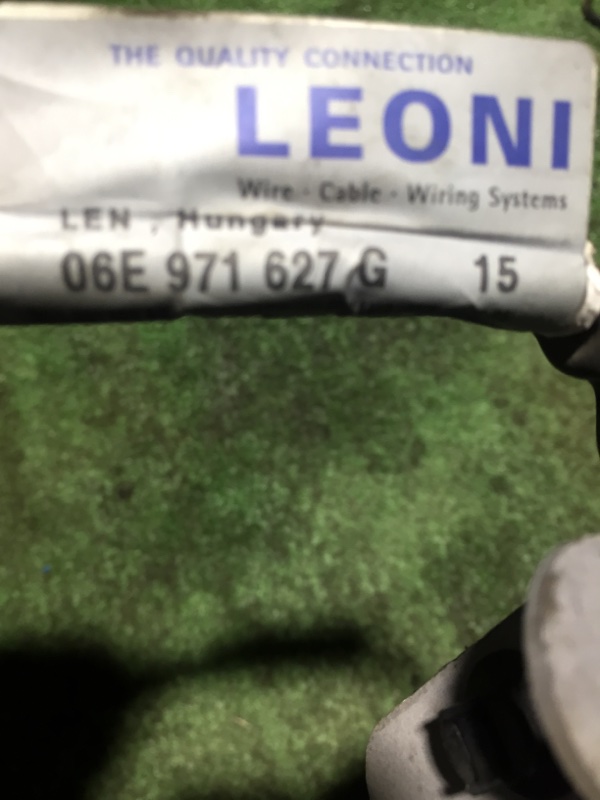 THE QUALITY CONNECTION
LEONI
Wire - Cable - Wiring Systems
LEN , Hungary
06E 971 627 G 15